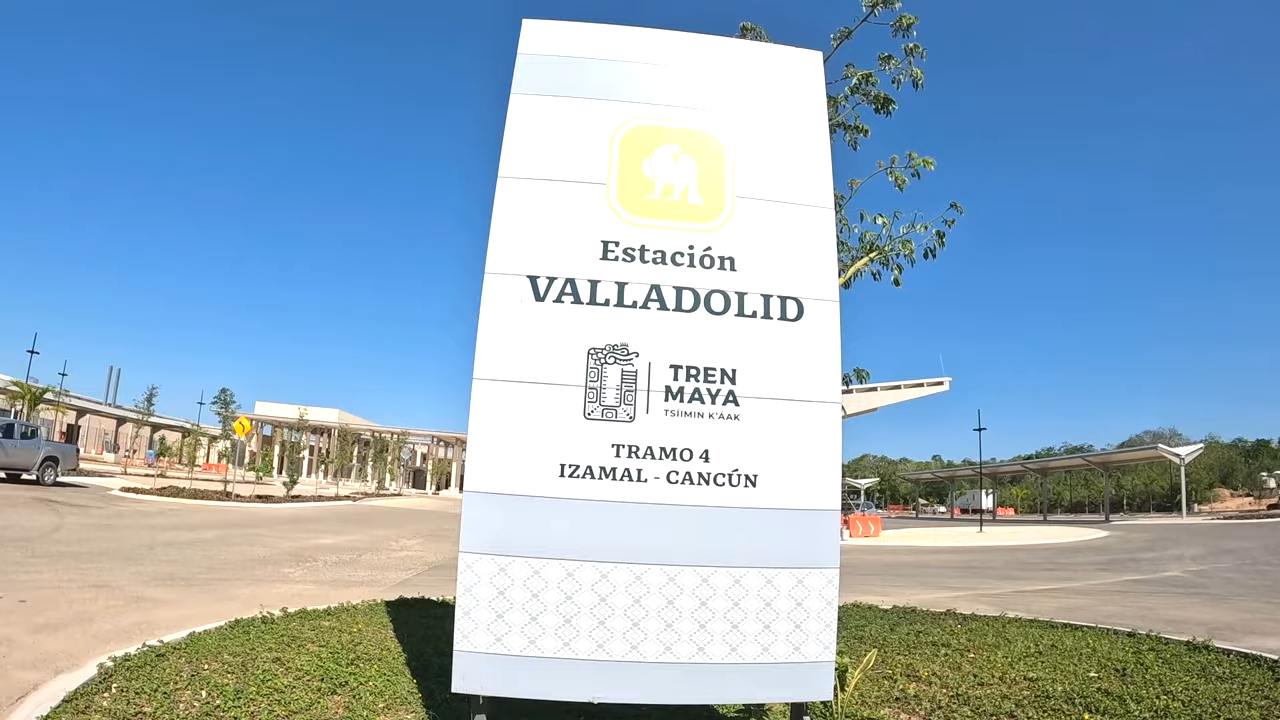 Estación
VALLADOLID
TREN
MAYA
TSÍIMIN K'ÁAK
TRAMO 4
IZAMAL - CANCÚN